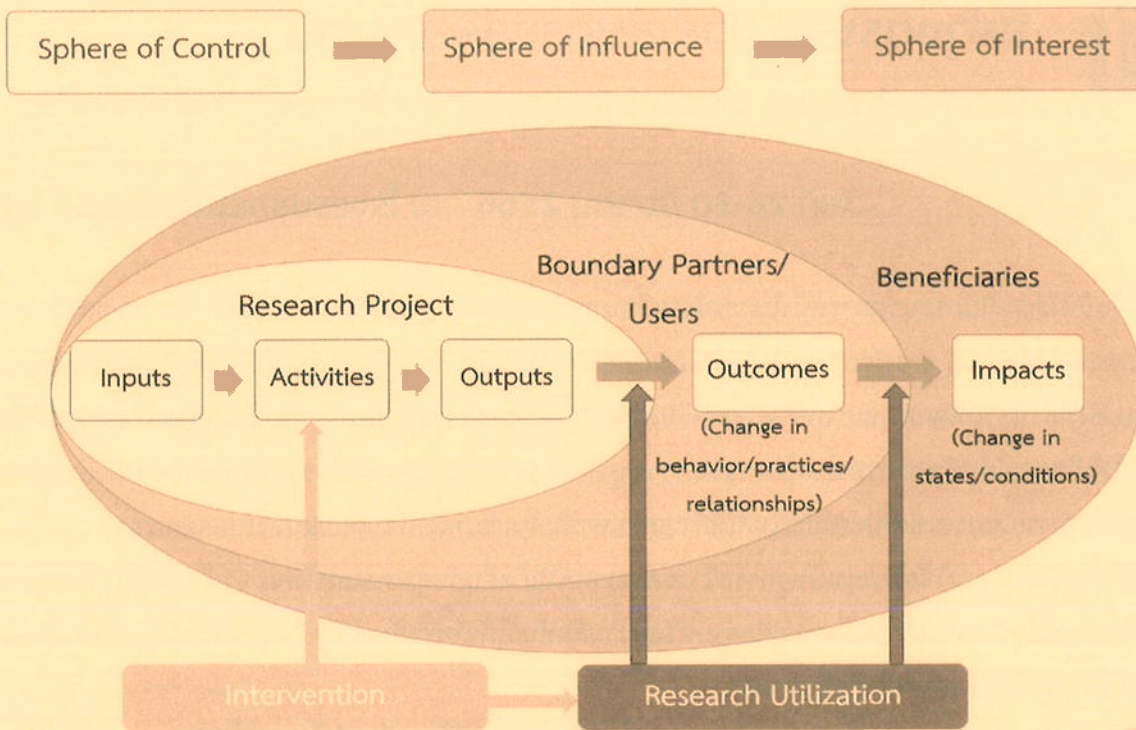 Sphere of Control
Sphere of Influence
Sphere of Interest
Boundary Partners/
Users
Beneficiaries
Research Project
Inputs
Activities
Outputs
Outcomes
Impacts
(Change in
behavior/practices/
relationships)
(Change in
states/conditions)
Intervention
Research Utilization